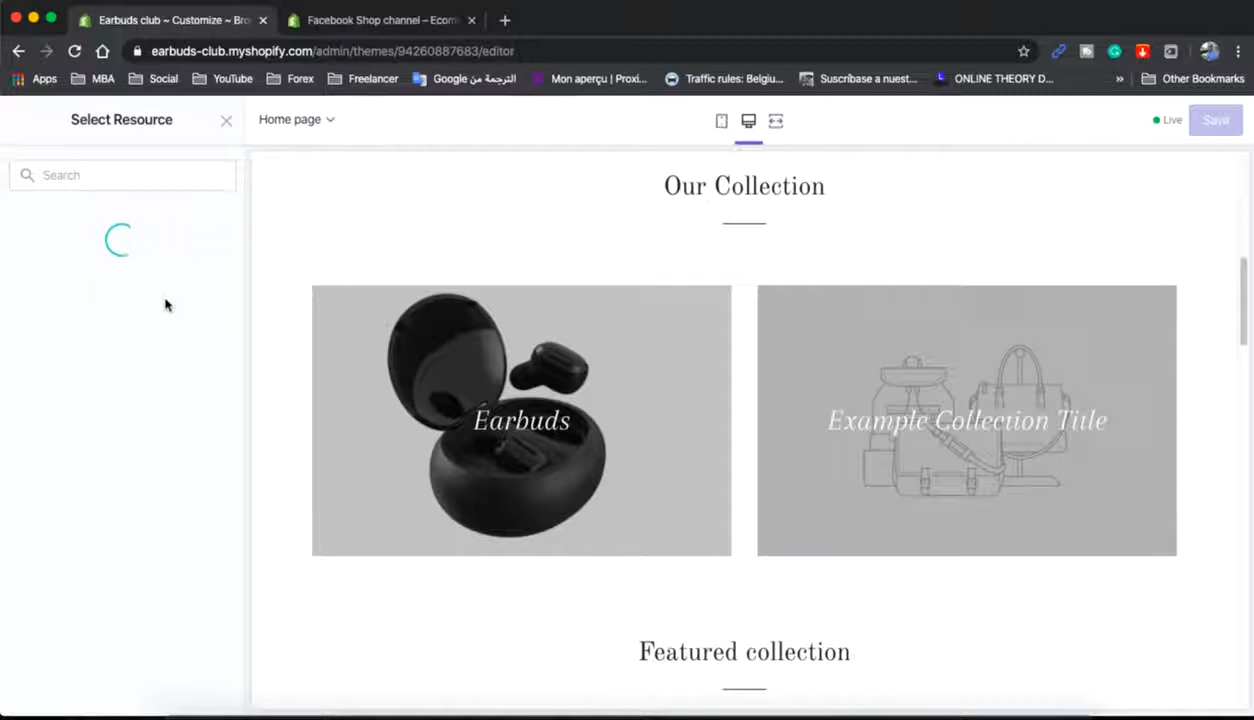 Earbuds club ~ Customize ~ Bro
Facebook Shop channel – Ecom
earbuds-club.myshopify.com/admin/themes/94260887683/editor
Apps
MBA
Social
YouTube
Forex
Freelancer
Google الترجمة من
Mon aperçu | Proxi...
Traffic rules: Belgiu...
Suscríbase a nuest...
ONLINE THEORY D...
»
Other Bookmarks
Select Resource
Home page
Live
Save
Search
Our Collection
Earbuds
Example Collection Title
Featured collection